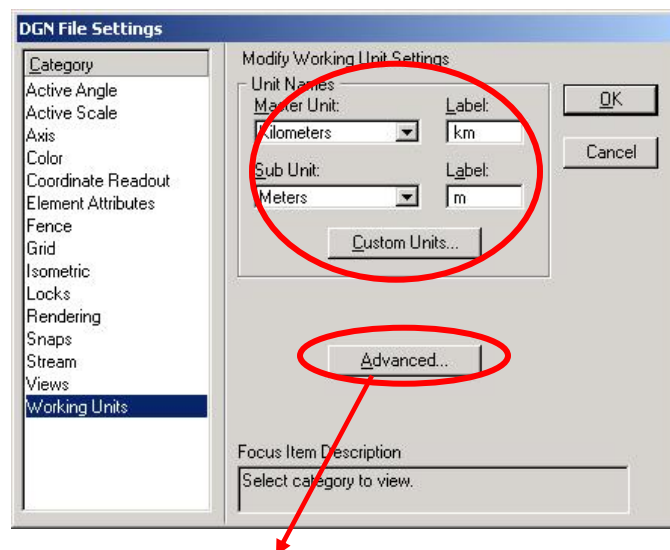 DGN File Settings
Category
Active Angle
Active Scale
Axis
Color
Coordinate Readout
Element Attributes
Fence
Grid
Isometric
Locks
Rendering
Snaps
Stream
Views
Working Units
Modify Working Unit Settings
Unit Names
Master Unit: Label:
Kilometers km
Sub Unit: Label:
Meters m
Custom Units...
OK
Cancel
Advanced...
Focus Item Description
Select category to view.